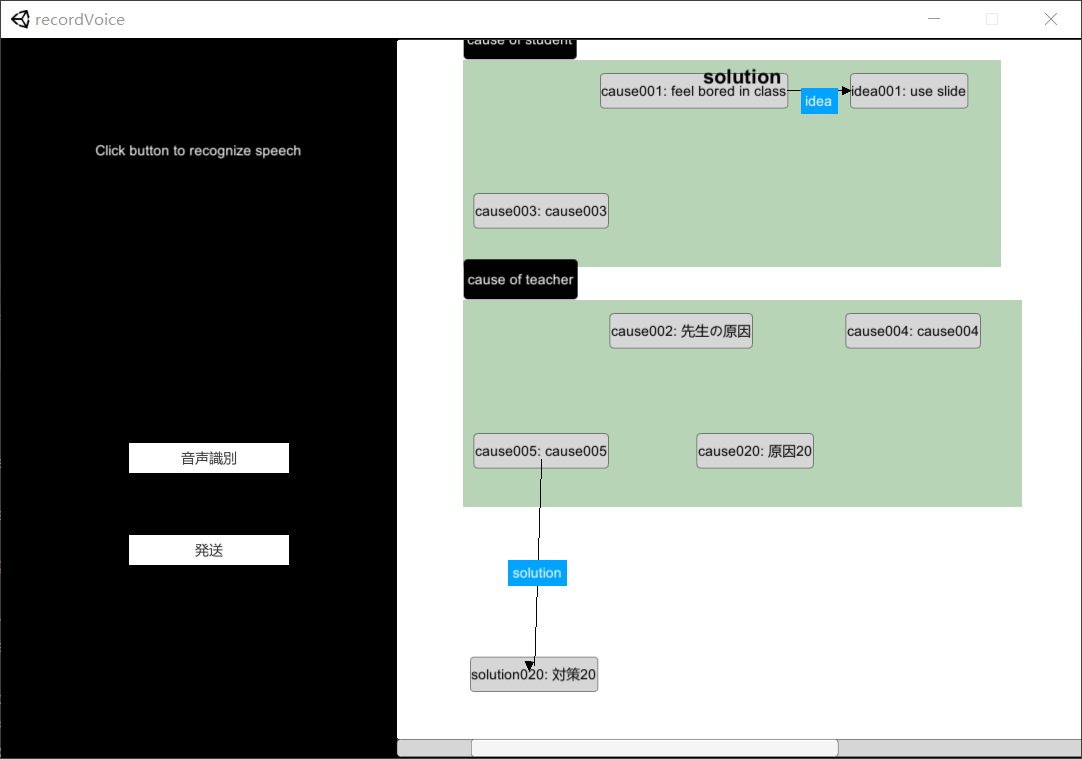 recordVoice
Click button to recognize speech
音声識別
発送
cause of student
solution
cause001: feel bored in class
idea
idea001: use slide
cause003: cause003
cause of teacher
cause002: 先生の原因
cause004: cause004
cause005: cause005
cause020: 原因20
solution
solution020: 対策20